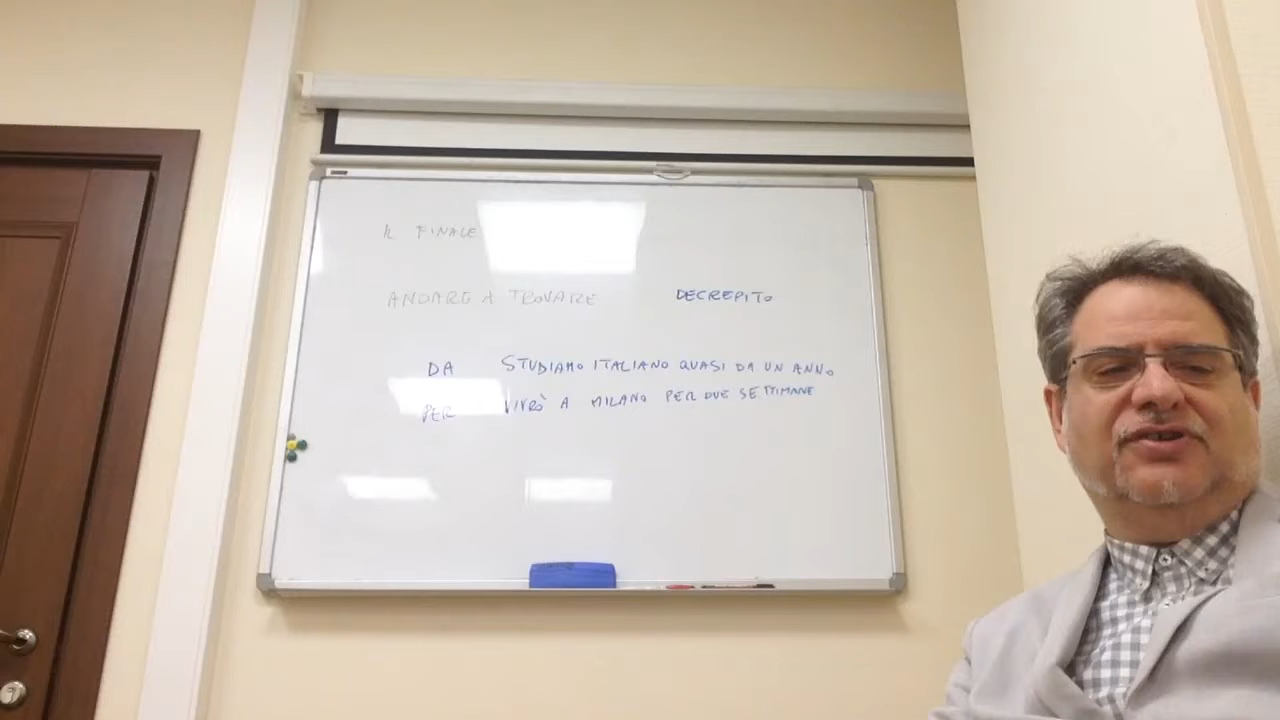 IL FINALE
ANDARE A TROVARE DECREPITO
DA STUDIAMO ITALIANO QUASI DA UN ANNO
PER VIVRÒ A MILANO PER DUE SETTIMANE